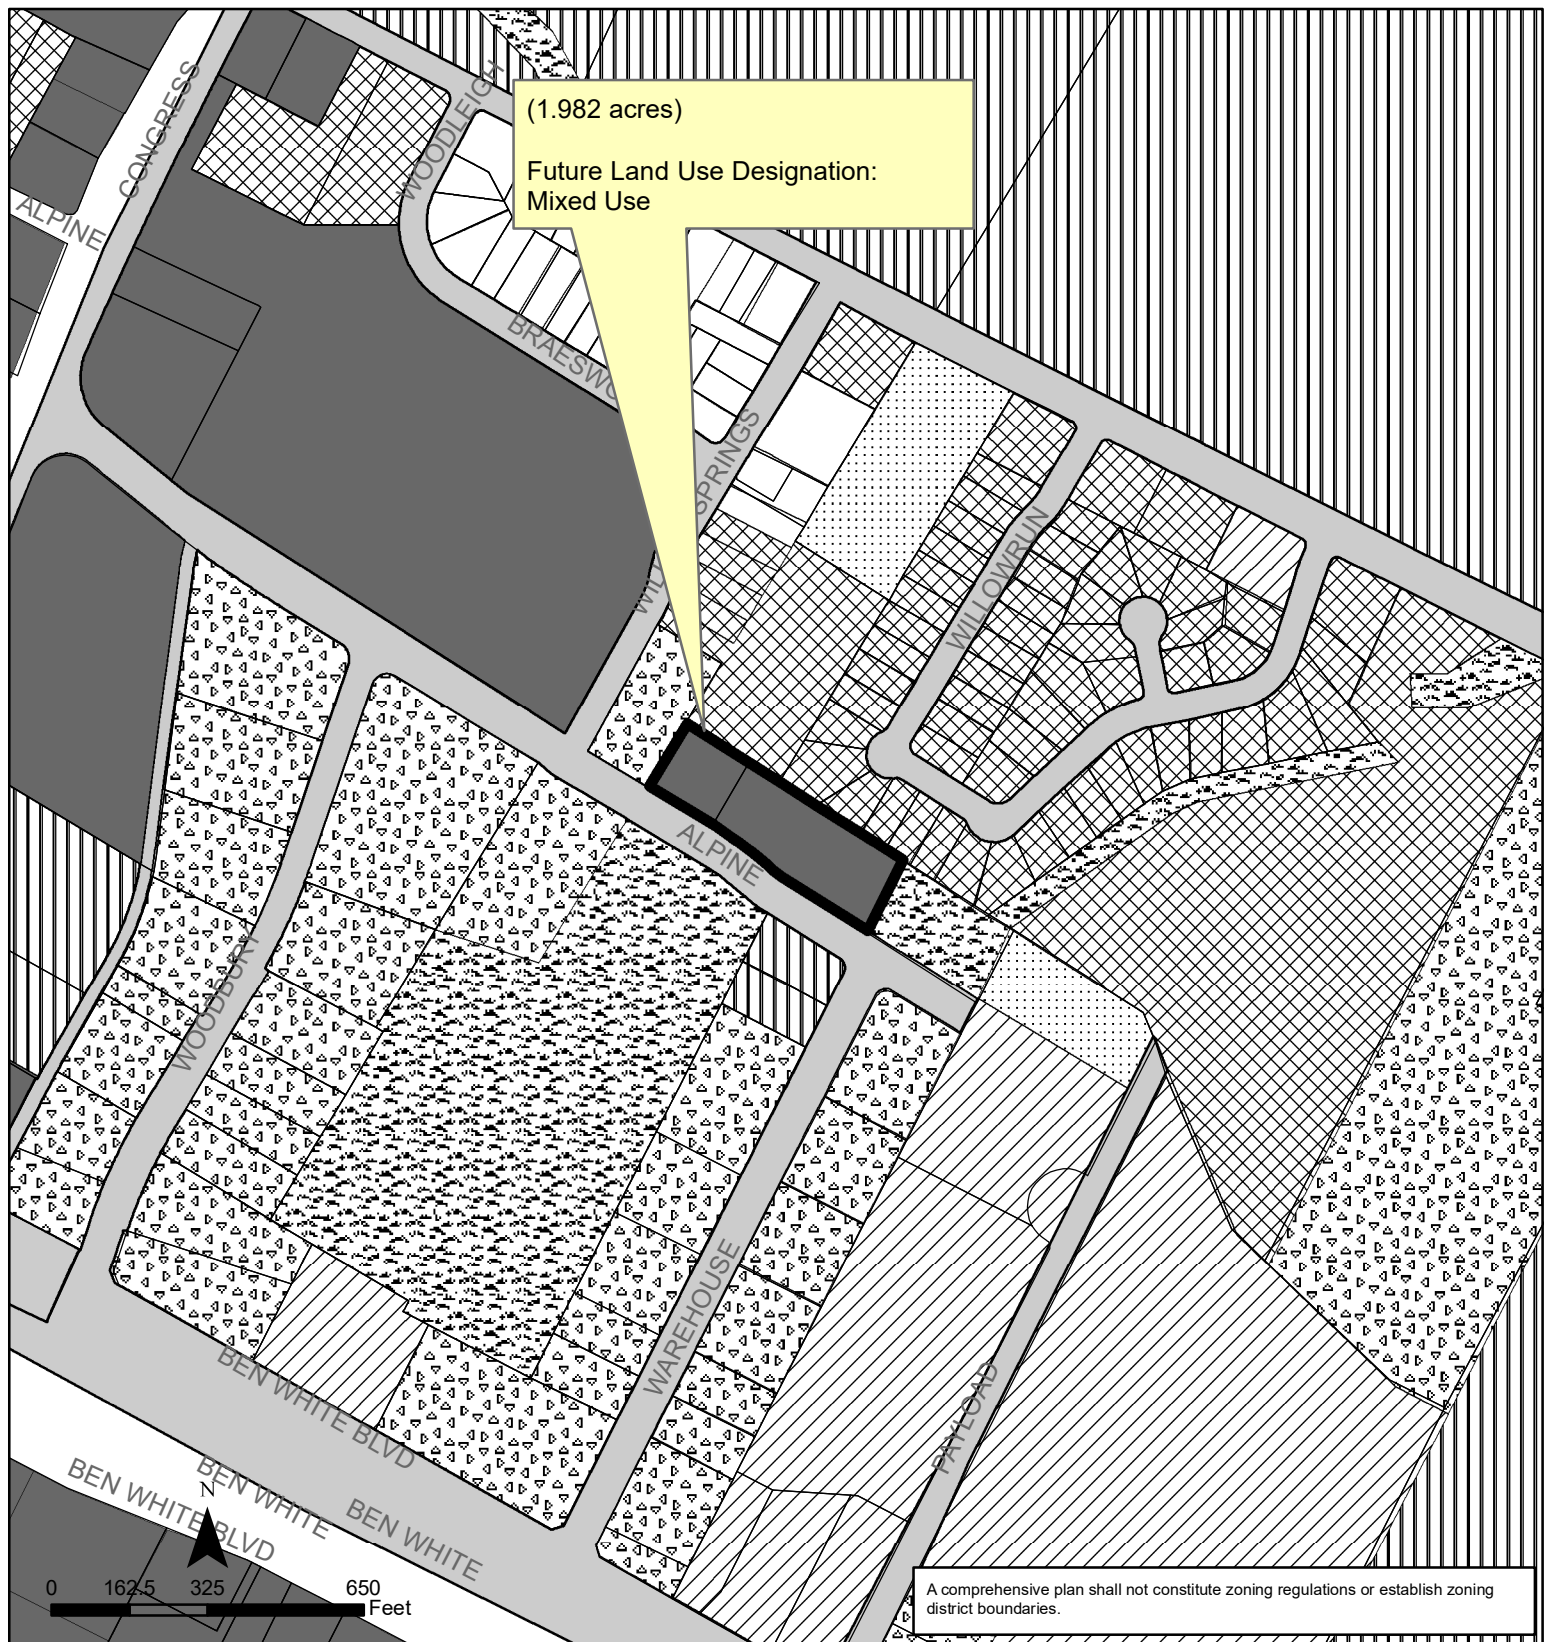 (1.982 acres)
Future Land Use Designation:
Mixed Use
WOODLEIGH
CONGRESS
ALPINE
BRAESWO
SPRINGS
WILLOWRUN
ALPINE
WOODBURY
WAREHOUSE
PAYLOAD
BEN WHITE BLVD
BEN WHITE
BEN WHITE BLVD
BEN WHITE
N
0 162.5 325 650
Feet
A comprehensive plan shall not constitute zoning regulations or establish zoning
district boundaries.